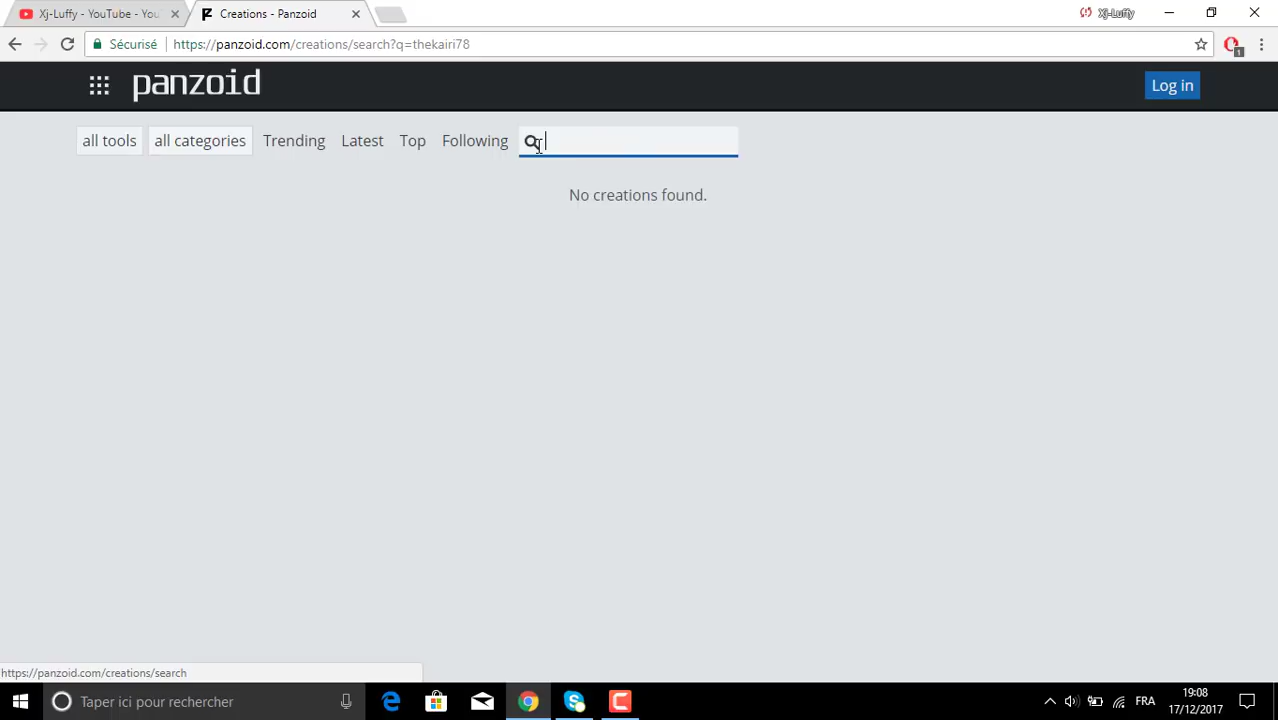 Xj-Luffy - YouTube - You
Creations - Panzoid
Xj-Luffy
Sécurisé
https://panzoid.com/creations/search?q=thekairi78
1
panzoid
Log in
all tools
all categories
Trending
Latest
Top
Following
No creations found.
https://panzoid.com/creations/search
Taper ici pour rechercher
FRA
19:08
17/12/2017